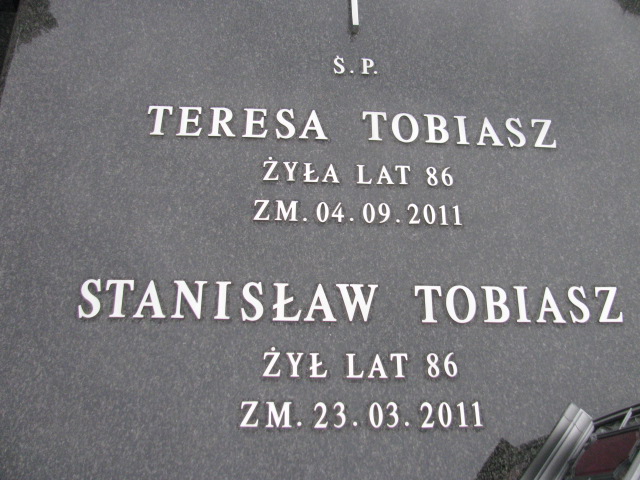 Ś.P.
TERESA TOBIASZ
ŻYŁA LAT 86
ZM. 04.09.2011
STANISŁAW TOBIASZ
ŻYŁ LAT 86
ZM. 23.03.2011